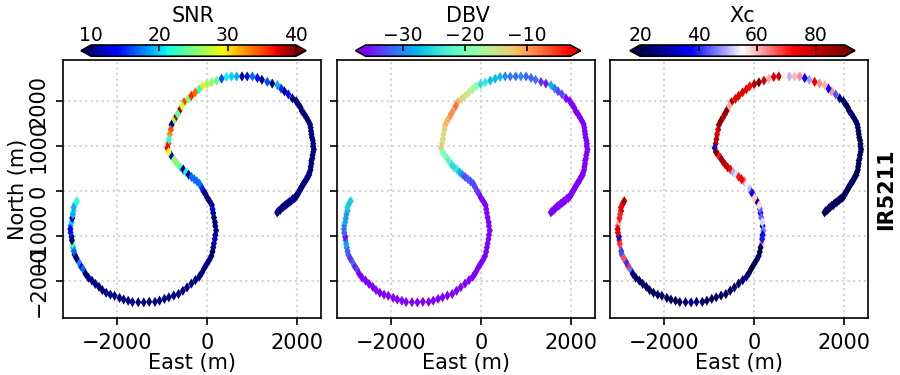 SNR DBV Xc
10 20 30 40 −30 −20 −10 20 40 60 80
North (m)
2000
1000
0
−1000
−2000
IR5211
−2000 0 2000 −2000 0 2000 −2000 0 2000
East (m) East (m) East (m)